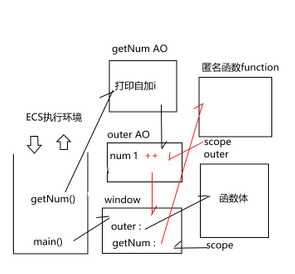 getNum AO
匿名函数function
打印自加i
ECS执行环境
outer AO
num 1 ++
scope
outer
window
getNum()
outer :
函数体
main()
getNum :
scope